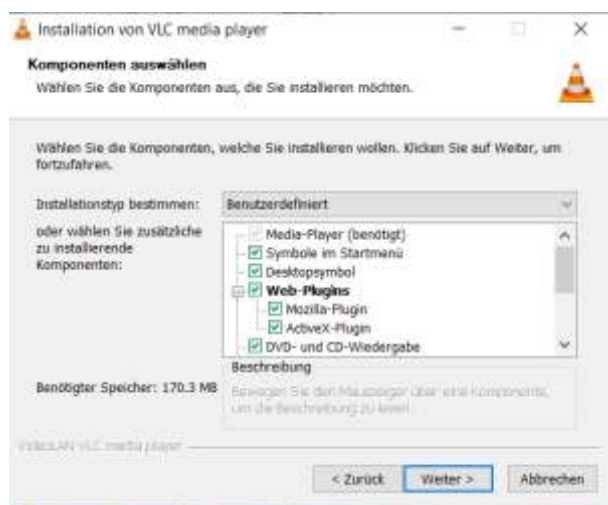 Installation von VLC media player
Komponenten auswählen
Wählen Sie die Komponenten aus, die Sie installieren möchten.
Wählen Sie die Komponenten, welche Sie installieren wollen. Klicken Sie auf Weiter, um
fortzufahren.
Installationstyp bestimmen:
Benutzerdefiniert
oder wählen Sie zusätzliche
zu installierende
Komponenten:
Media-Player (benötigt)
Symbole im Startmenü
Desktopsymbol
Web-Plugins
Mozilla-Plugin
ActiveX-Plugin
DVD- und CD-Wiedergabe
Beschreibung
Bewegen Sie den Mauszeiger über eine Komponente,
um die Beschreibung zu lesen.
Benötigter Speicher: 170.3 MB
VideoLAN VLC media player
< Zurück
Weiter >
Abbrechen